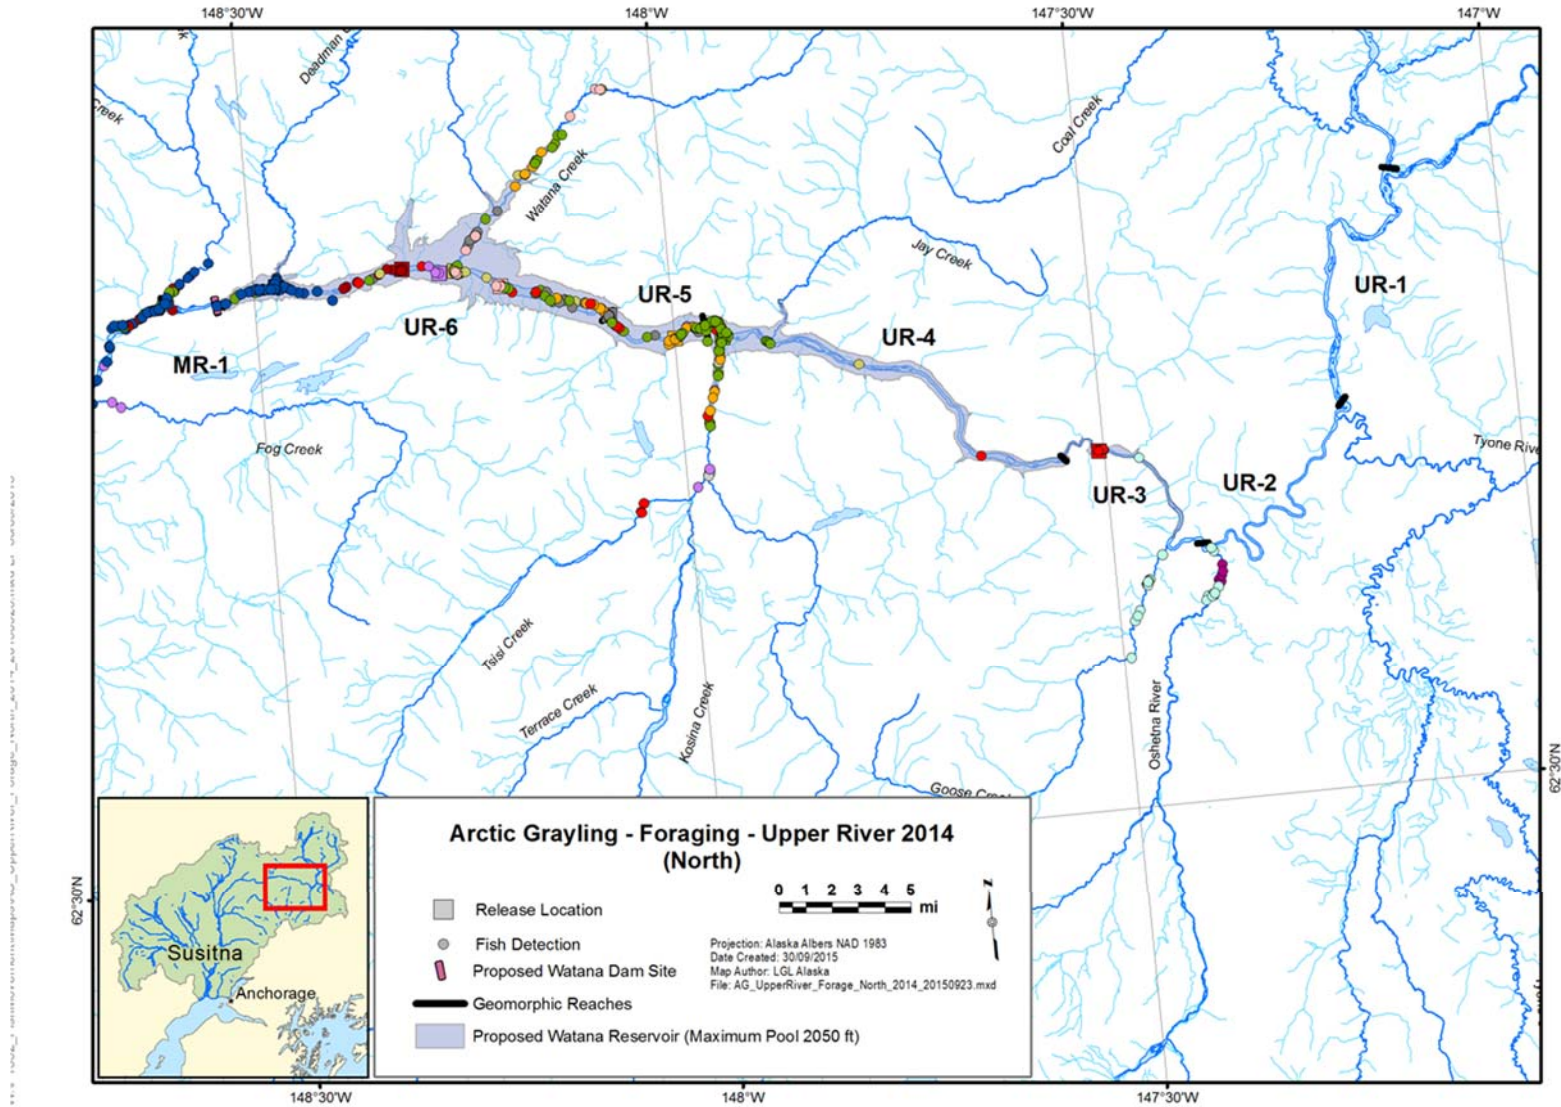 148°30'W
148°W
147°30'W
147°W
Deadman
Creek
Coal Creek
Watana Creek
Jay Creek
UR-1
UR-5
UR-6
UR-4
MR-1
Fog Creek
Tyone
UR-2
UR-3
Tsisi Creek
Terrace Creek
Kosina Creek
Oshetna River
Goose
62°30'N
Arctic Grayling - Foraging - Upper River 2014
(North)
0 1 2 3 4 5
mi
Release Location
Fish Detection
Proposed Watana Dam Site
Geomorphic Reaches
Proposed Watana Reservoir (Maximum Pool 2050 ft)
Projection: Alaska Albers NAD 1983
Date Created: 30/09/2015
Map Author: LGL Alaska
File: AG_UpperRiver_Forage_North_2014_20150923.mxd
N
Susitna
Anchorage
62°30'N
148°30'W
148°W
147°30'W